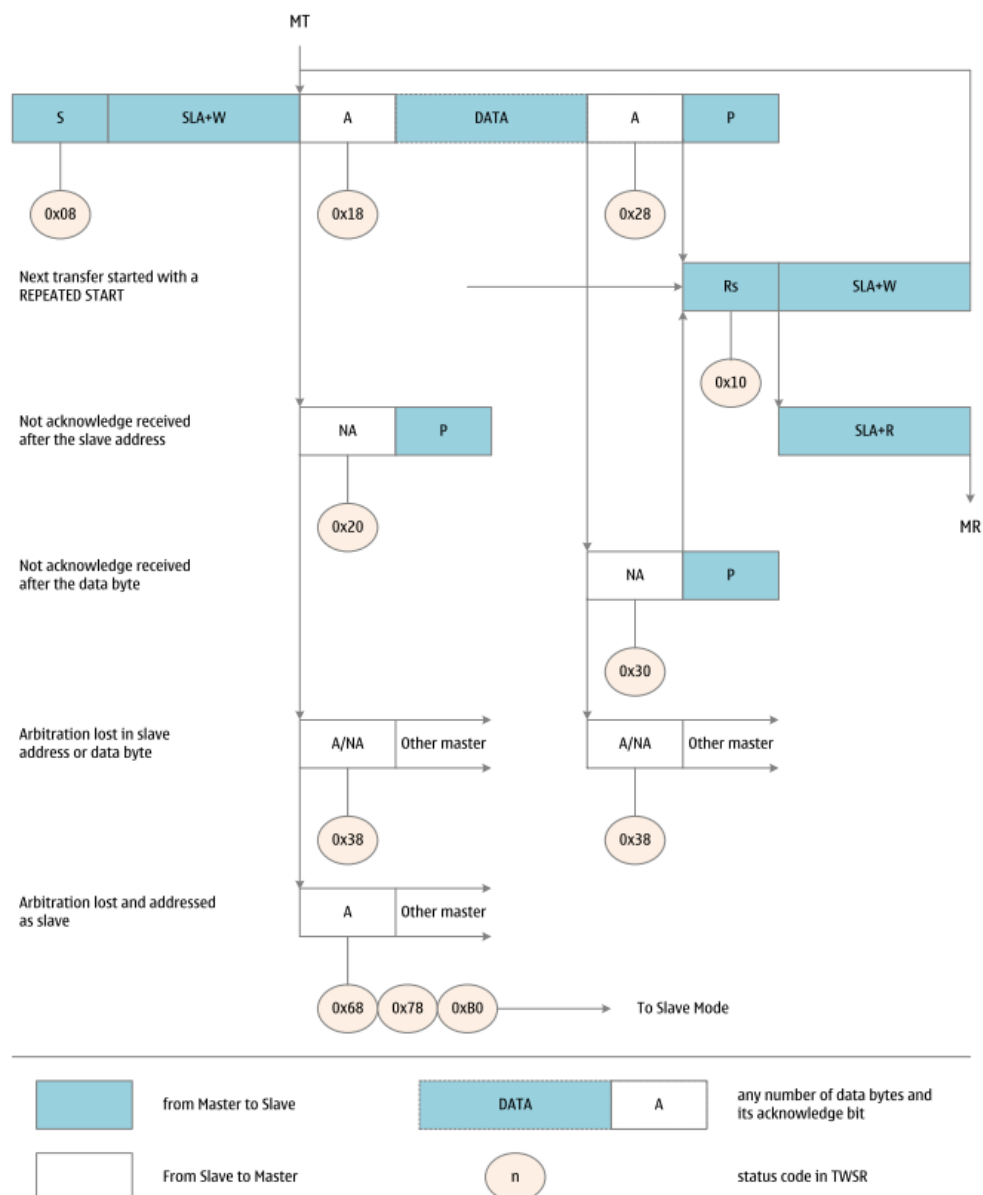 MT
S
SLA+W
A
DATA
A
P
0x08
0x18
0x28
Next transfer started with a
REPEATED START
Rs
SLA+W
0x10
Not acknowledge received
after the slave address
NA
P
SLA+R
0x20
MR
Not acknowledge received
after the data byte
NA
P
0x30
Arbitration lost in slave
address or data byte
A/NA
Other master
A/NA
Other master
0x38
0x38
Arbitration lost and addressed
as slave
A
Other master
0x68
0x78
0xB0
To Slave Mode
from Master to Slave
DATA
A
any number of data bytes and
its acknowledge bit
From Slave to Master
n
status code in TWSR